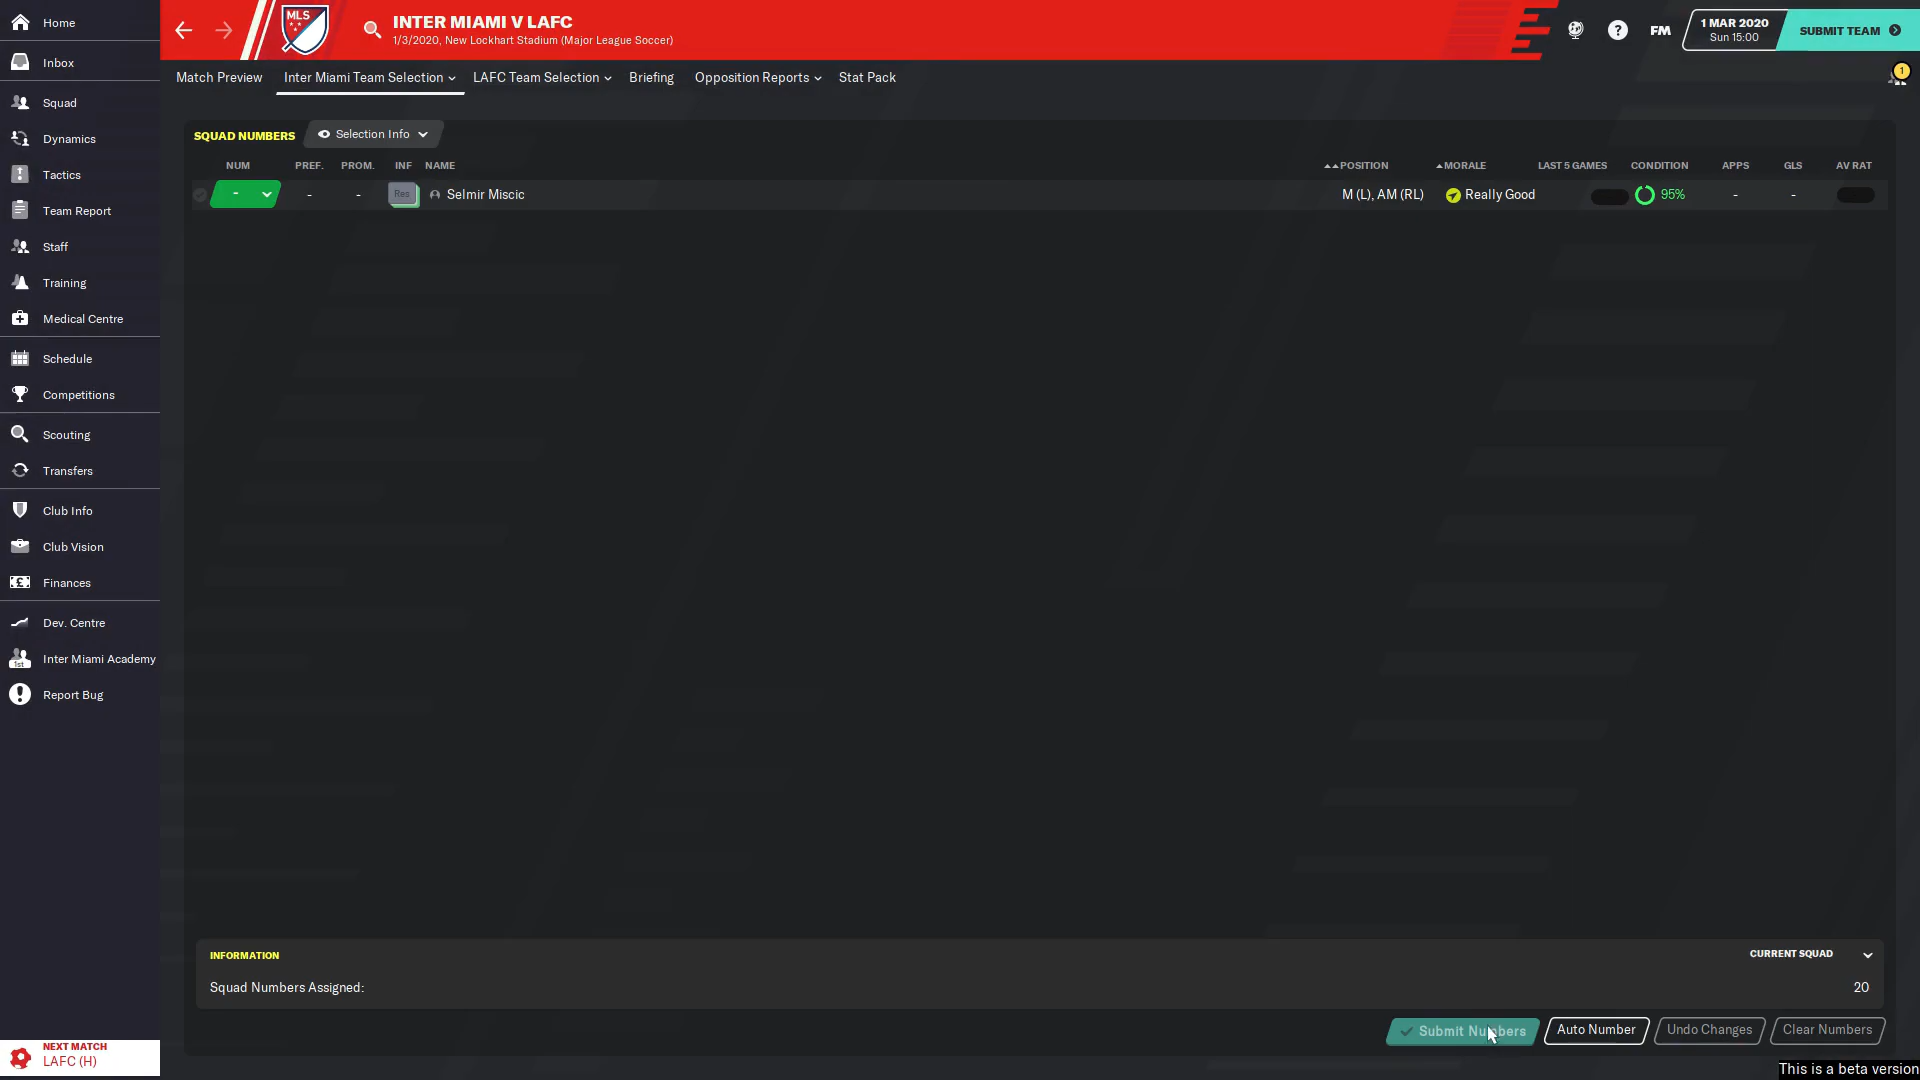 Home
Inbox
Squad
Dynamics
Tactics
Team Report
Staff
Training
Medical Centre
Schedule
Competitions
Scouting
Transfers
Club Info
Club Vision
Finances
Dev. Centre
1st
Inter Miami Academy
Report Bug
NEXT MATCH
LAFC (H)
MLS
INTER MIAMI V LAFC
1/3/2020, New Lockhart Stadium (Major League Soccer)
? FM
1 MAR 2020
Sun 15:00
SUBMIT TEAM
1
Match Preview Inter Miami Team Selection LAFC Team Selection Briefing Opposition Reports Stat Pack
SQUAD NUMBERS Selection Info
NUM PREF. PROM. INF NAME POSITION MORALE LAST 5 GAMES CONDITION APPS GLS AV RAT
- - - Res Selmir Miscic M (L), AM (RL) Really Good 95% - -
INFORMATION CURRENT SQUAD
Squad Numbers Assigned: 20
Submit Numbers Auto Number Undo Changes Clear Numbers
This is a beta version